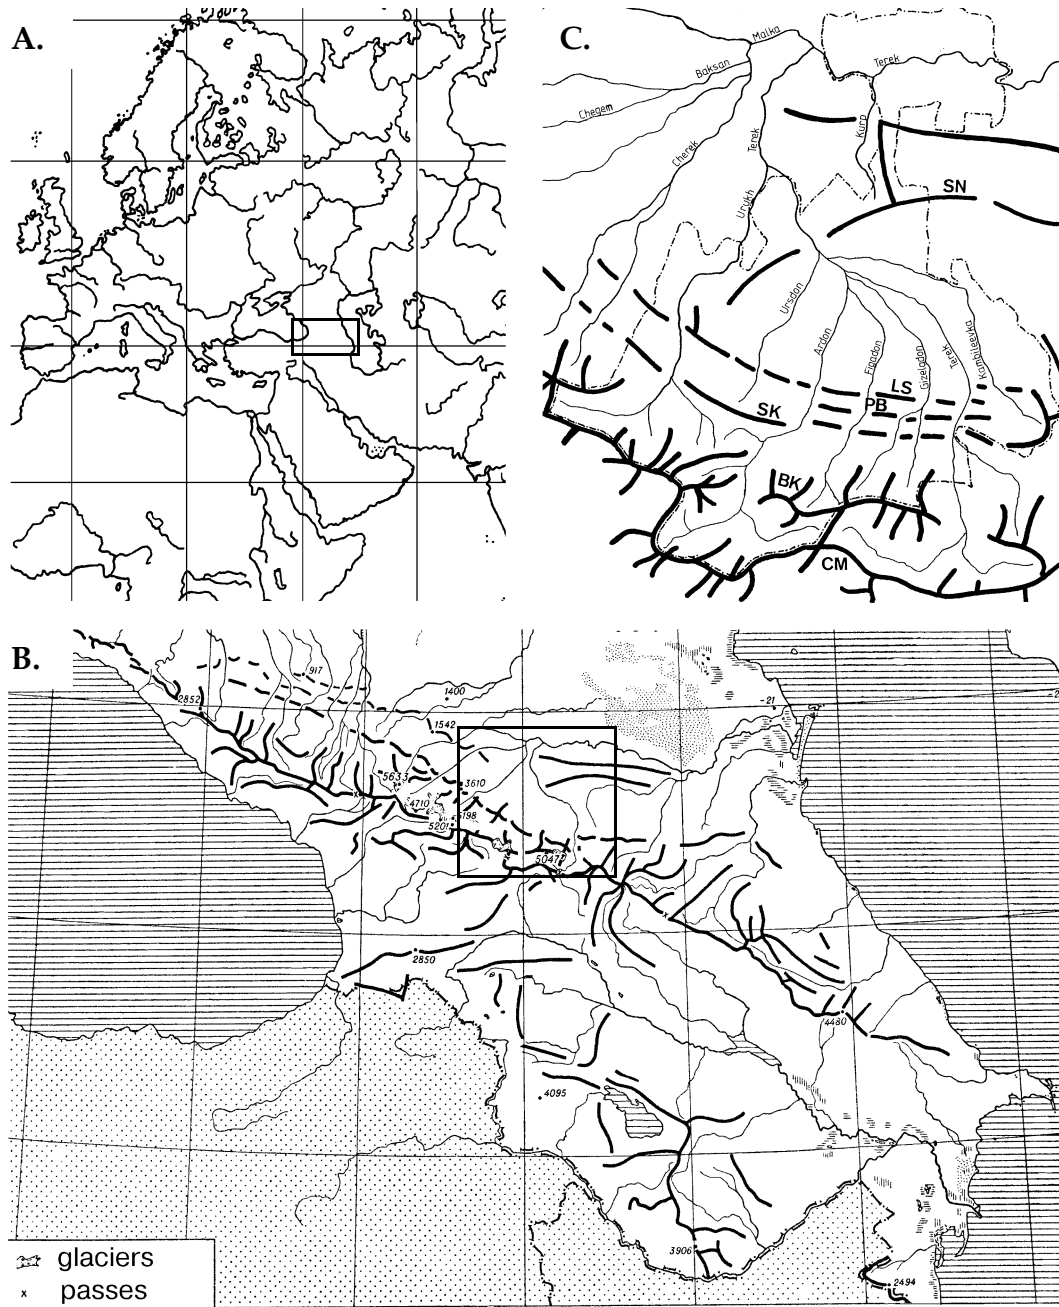 A.
C.
Malka
Baksan
Terek
Chegem
Kurp
Cherek
Terek
SN
Urukh
Ursdon
Ardon
Fiagdon
Gizeldon
Terek
Kambileevka
LS
PB
SK
BK
CM
B.
917
2852
1400
-21
1542
5633
3610
4710
5201
5047
2850
4480
4095
3906
2494
glaciers
x passes